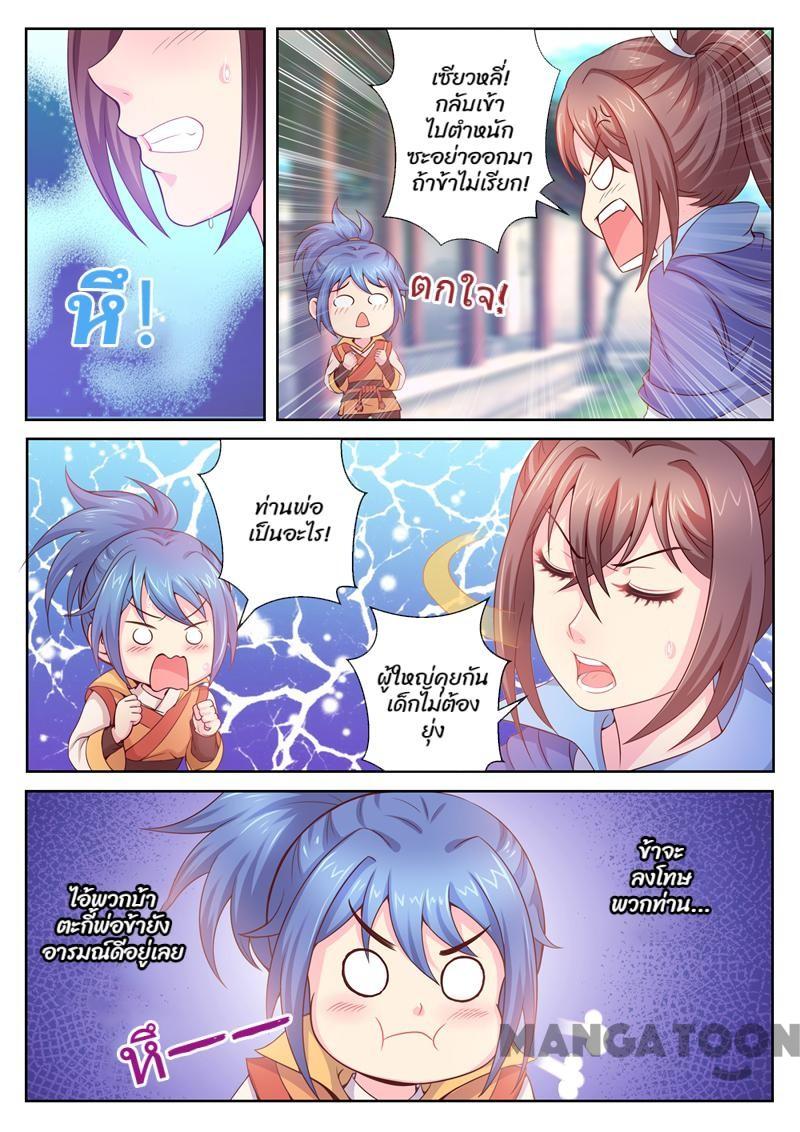 หึ!
เซียวหลี่!
กลับเข้า
ไปตำหนัก
ซะอย่าออกมา
ถ้าข้าไม่เรียก!
ตกใจ!
ท่านพ่อ
เป็นอะไร!
ผู้ใหญ่คุยกัน
เด็กไม่ต้อง
ยุ่ง
ไอ้พวกบ้า
ตะกี้พ่อข้ายัง
อารมณ์ดีอยู่เลย
ข้าจะ
ลงโทษ
พวกท่าน...
หึ——
MANGATOON